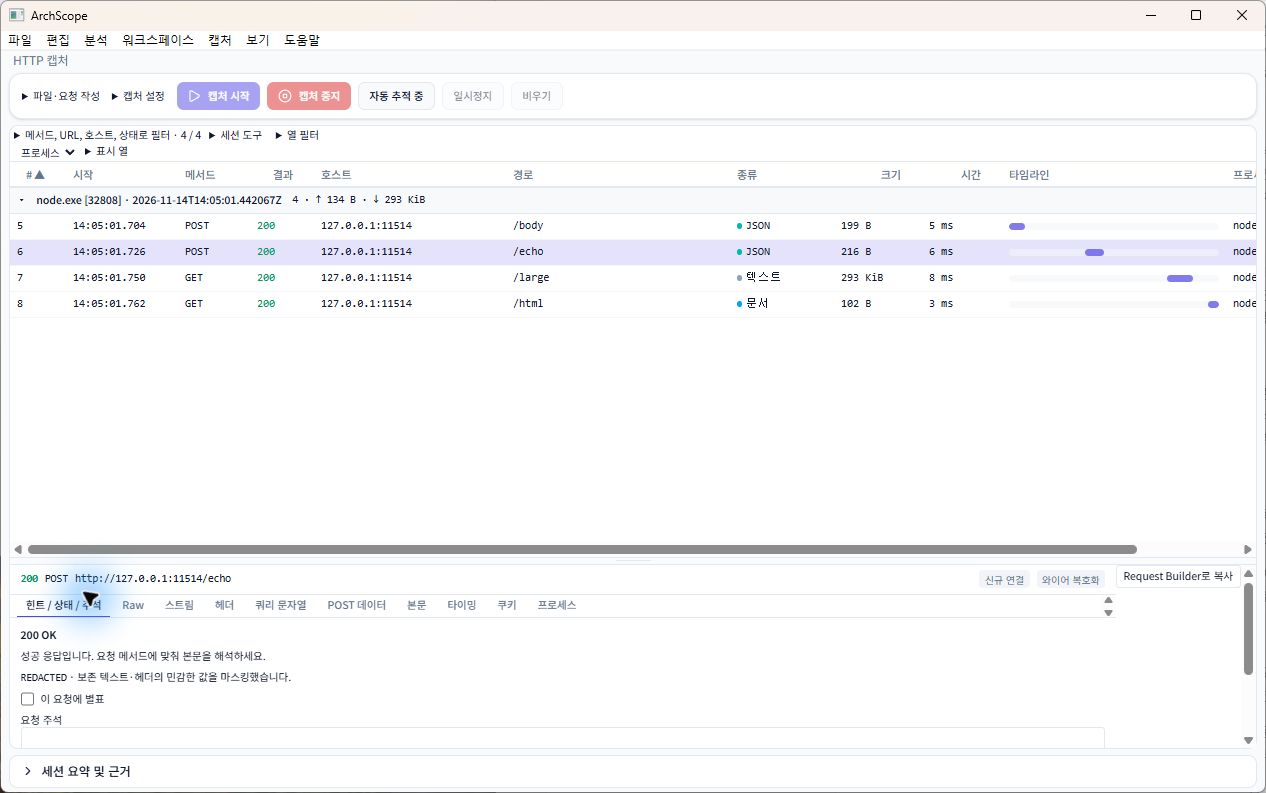 ArchScope
파일 편집 분석 워크스페이스 캡처 보기 도움말
HTTP 캡처
▶ 파일·요청 작성 ▶ 캡처 설정 캡처 시작 캡처 중지 자동 추적 중 일시정지 비우기
▶ 메서드, URL, 호스트, 상태로 필터 · 4 / 4 ▶ 세션 도구 ▶ 열 필터
프로세스 ▶ 표시 열
# ▲ 시작 메서드 결과 호스트 경로 종류 크기 시간 타임라인
node.exe [32808] · 2026-11-14T14:05:01.442067Z 4 · ↑ 134 B · ↓ 293 KiB
5 14:05:01.704 POST 200 127.0.0.1:11514 /body JSON 199 B 5 ms node
6 14:05:01.726 POST 200 127.0.0.1:11514 /echo JSON 216 B 6 ms node
7 14:05:01.750 GET 200 127.0.0.1:11514 /large 텍스트 293 KiB 8 ms node
8 14:05:01.762 GET 200 127.0.0.1:11514 /html 문서 102 B 3 ms node
200 POST http://127.0.0.1:11514/echo 신규 연결 와이어 복호화 Request Builder로 복사
힌트 / 상태 / 주석 Raw 스트림 헤더 쿼리 문자열 POST 데이터 본문 타이밍 쿠키 프로세스
200 OK
성공 응답입니다. 요청 메서드에 맞춰 본문을 해석하세요.
REDACTED · 보존 텍스트·헤더의 민감한 값을 마스킹했습니다.
이 요청에 별표
요청 주석
세션 요약 및 근거